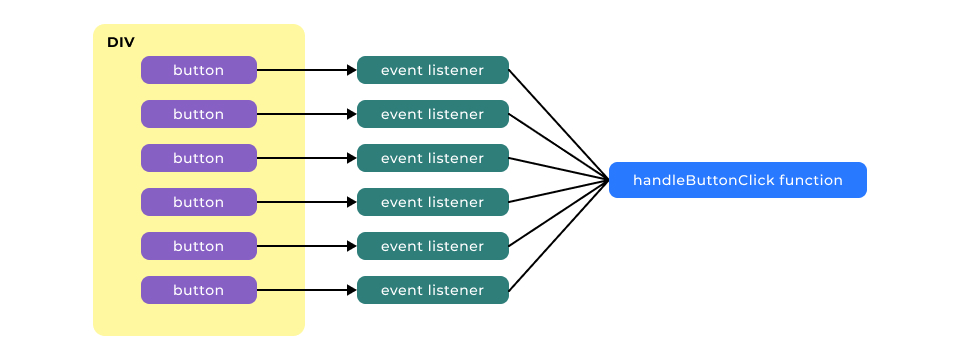 DIV
button
event listener
button
event listener
button
event listener
handleButtonClick function
button
event listener
button
event listener
button
event listener